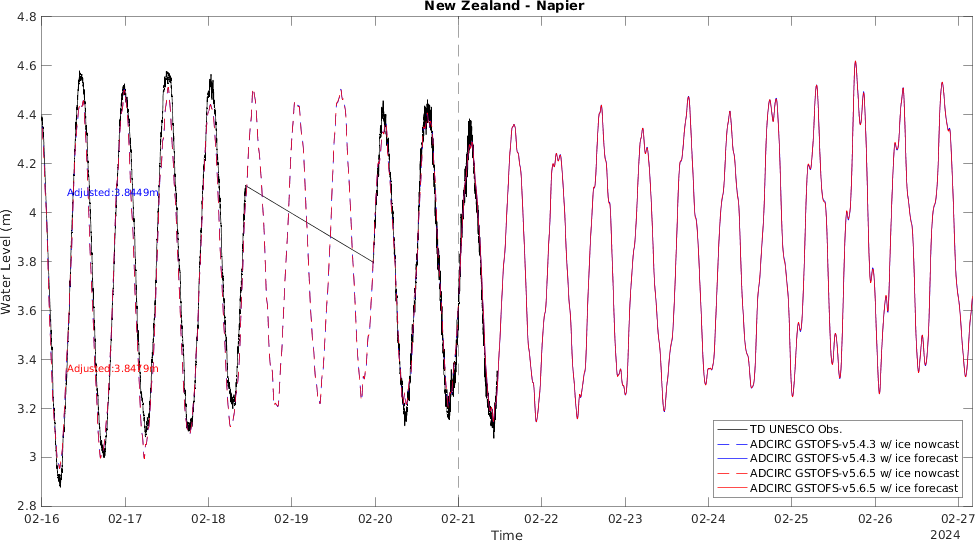 New Zealand - Napier
4.8
4.6
4.4
4.2
4
3.8
3.6
3.4
3.2
3
2.8
Water Level (m)
Adjusted:3.8449m
Adjusted:3.8479m
TD UNESCO Obs.
ADCIRC GSTOFS-v5.4.3 w/ ice nowcast
ADCIRC GSTOFS-v5.4.3 w/ ice forecast
ADCIRC GSTOFS-v5.6.5 w/ ice nowcast
ADCIRC GSTOFS-v5.6.5 w/ ice forecast
02-16 02-17 02-18 02-19 02-20 02-21 02-22 02-23 02-24 02-25 02-26 02-27
Time
2024